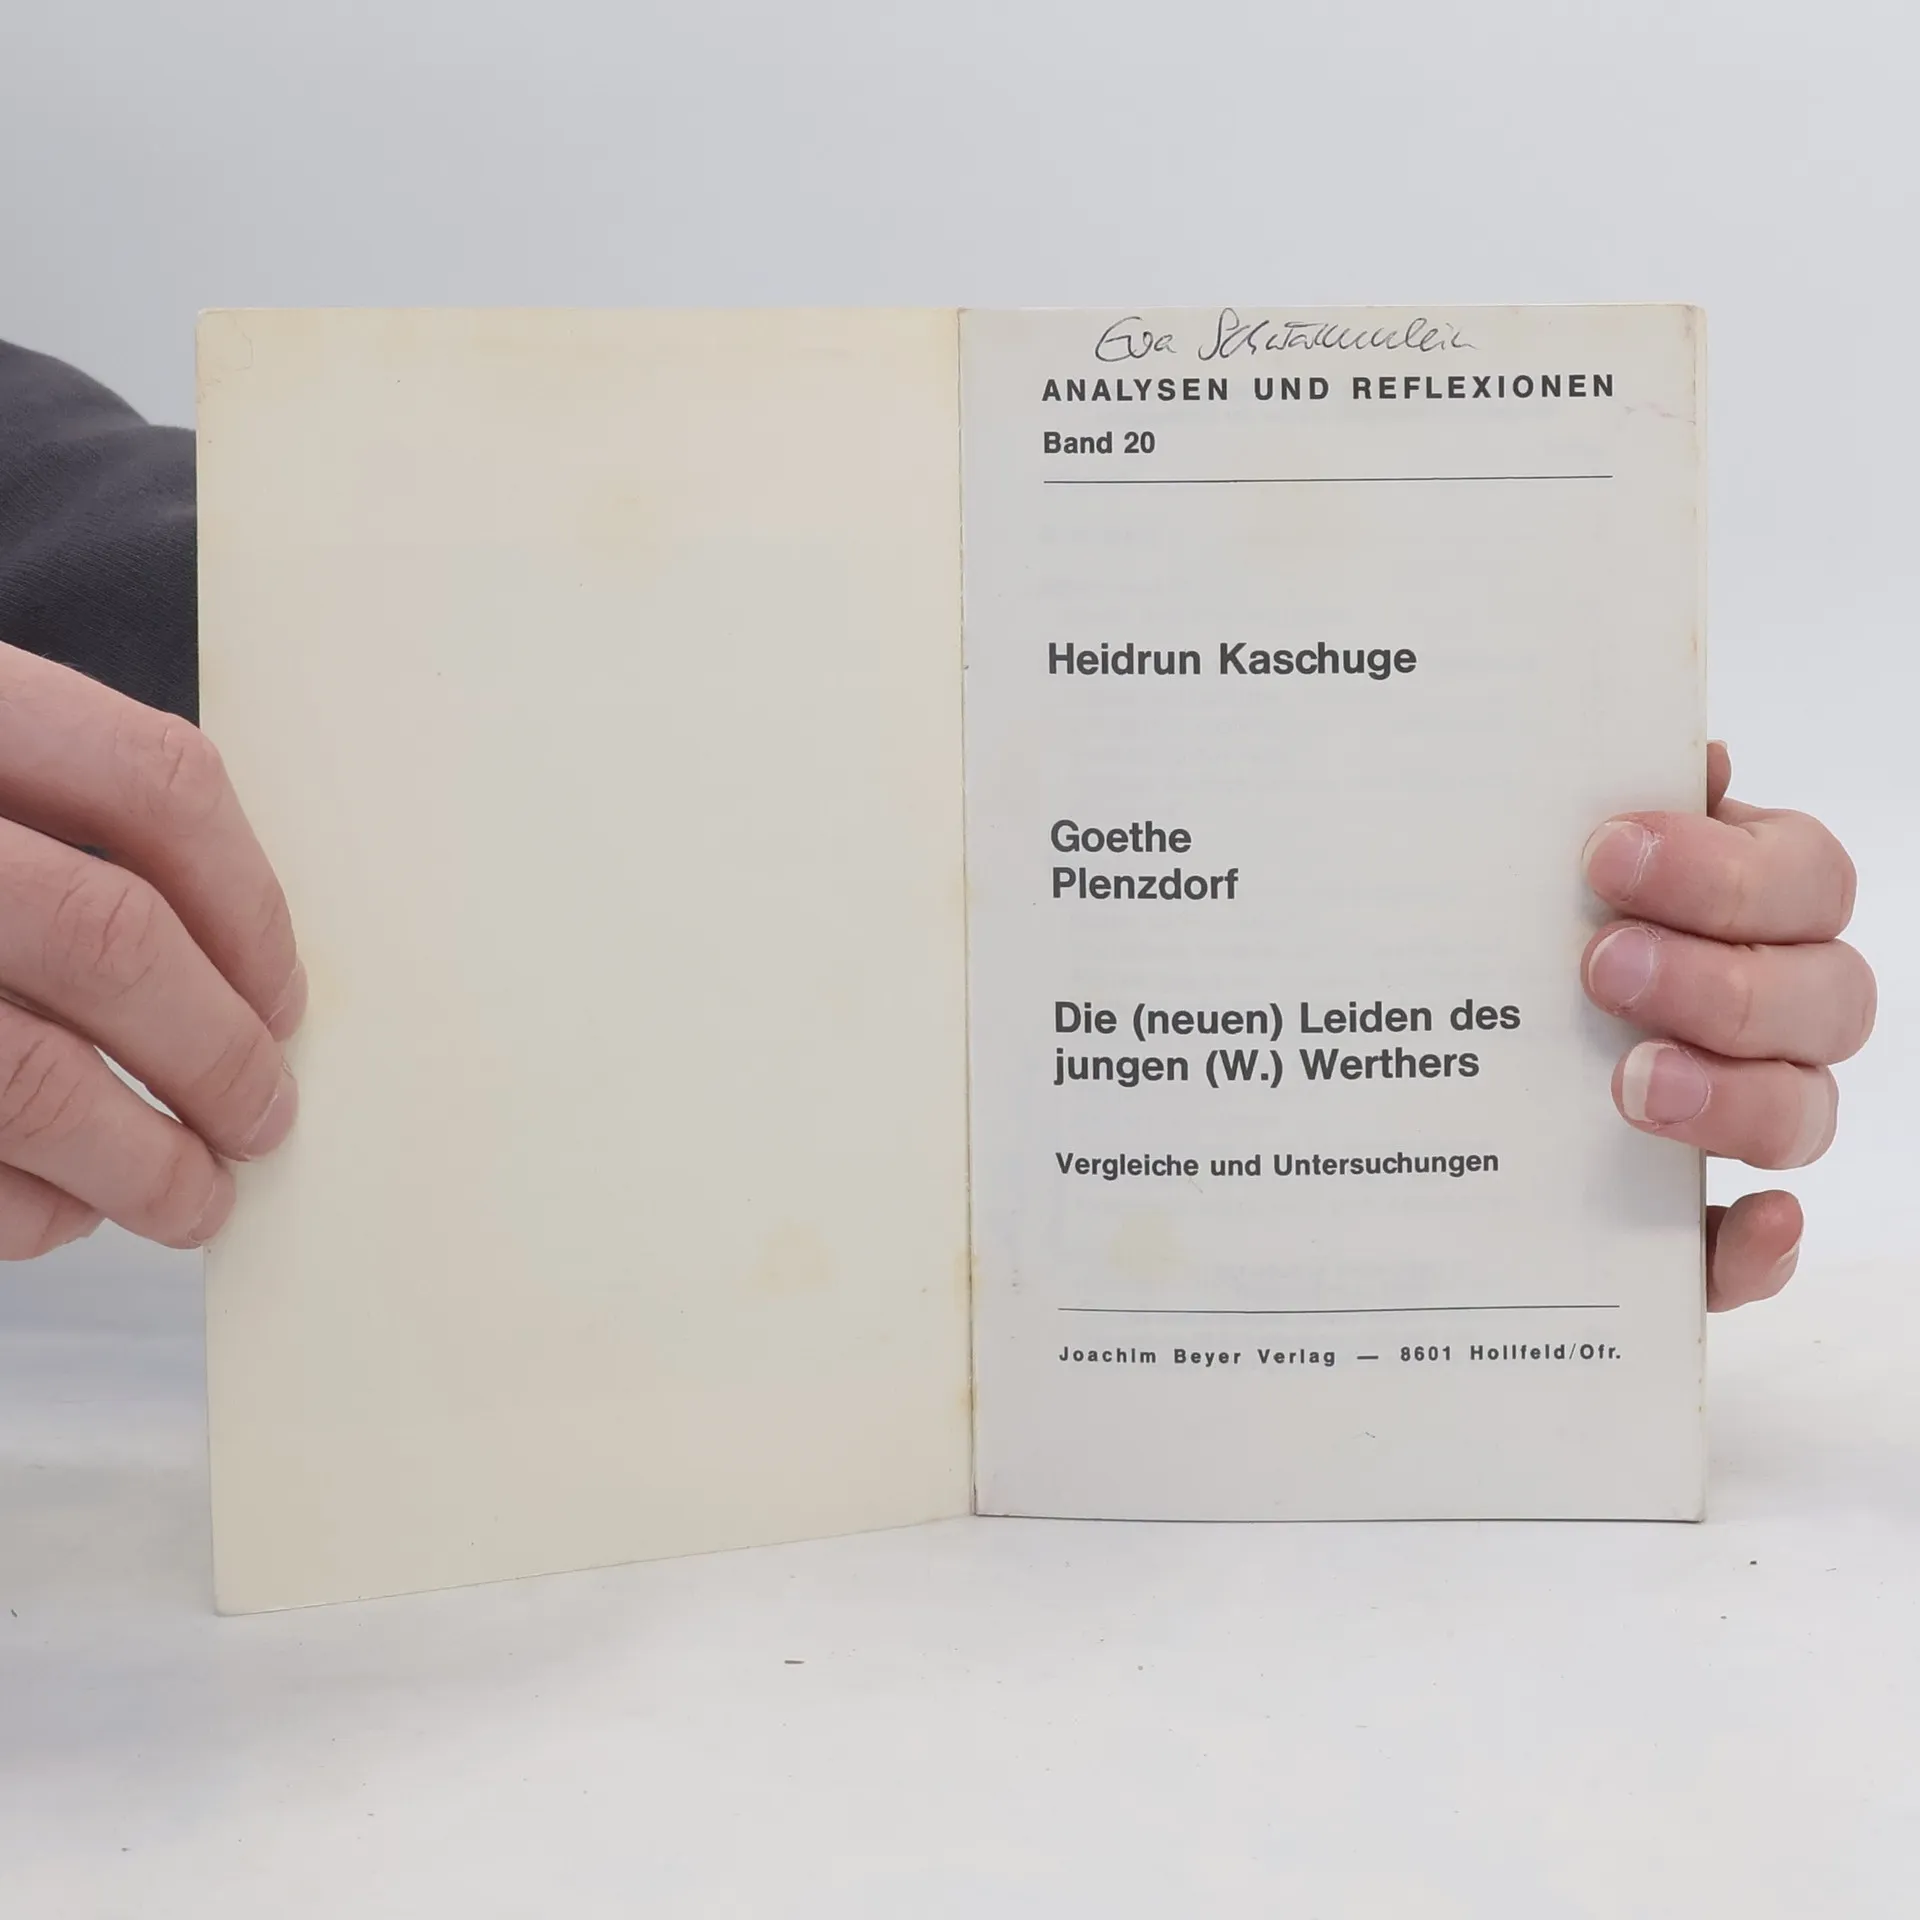 Eva Schwämmlein
ANALYSEN UND REFLEXIONEN
Band 20
Heidrun Kaschuge
Goethe
Plenzdorf
Die (neuen) Leiden des
jungen (W.) Werthers
Vergleiche und Untersuchungen
Joachim Beyer Verlag — 8601 Hollfeld/Ofr.